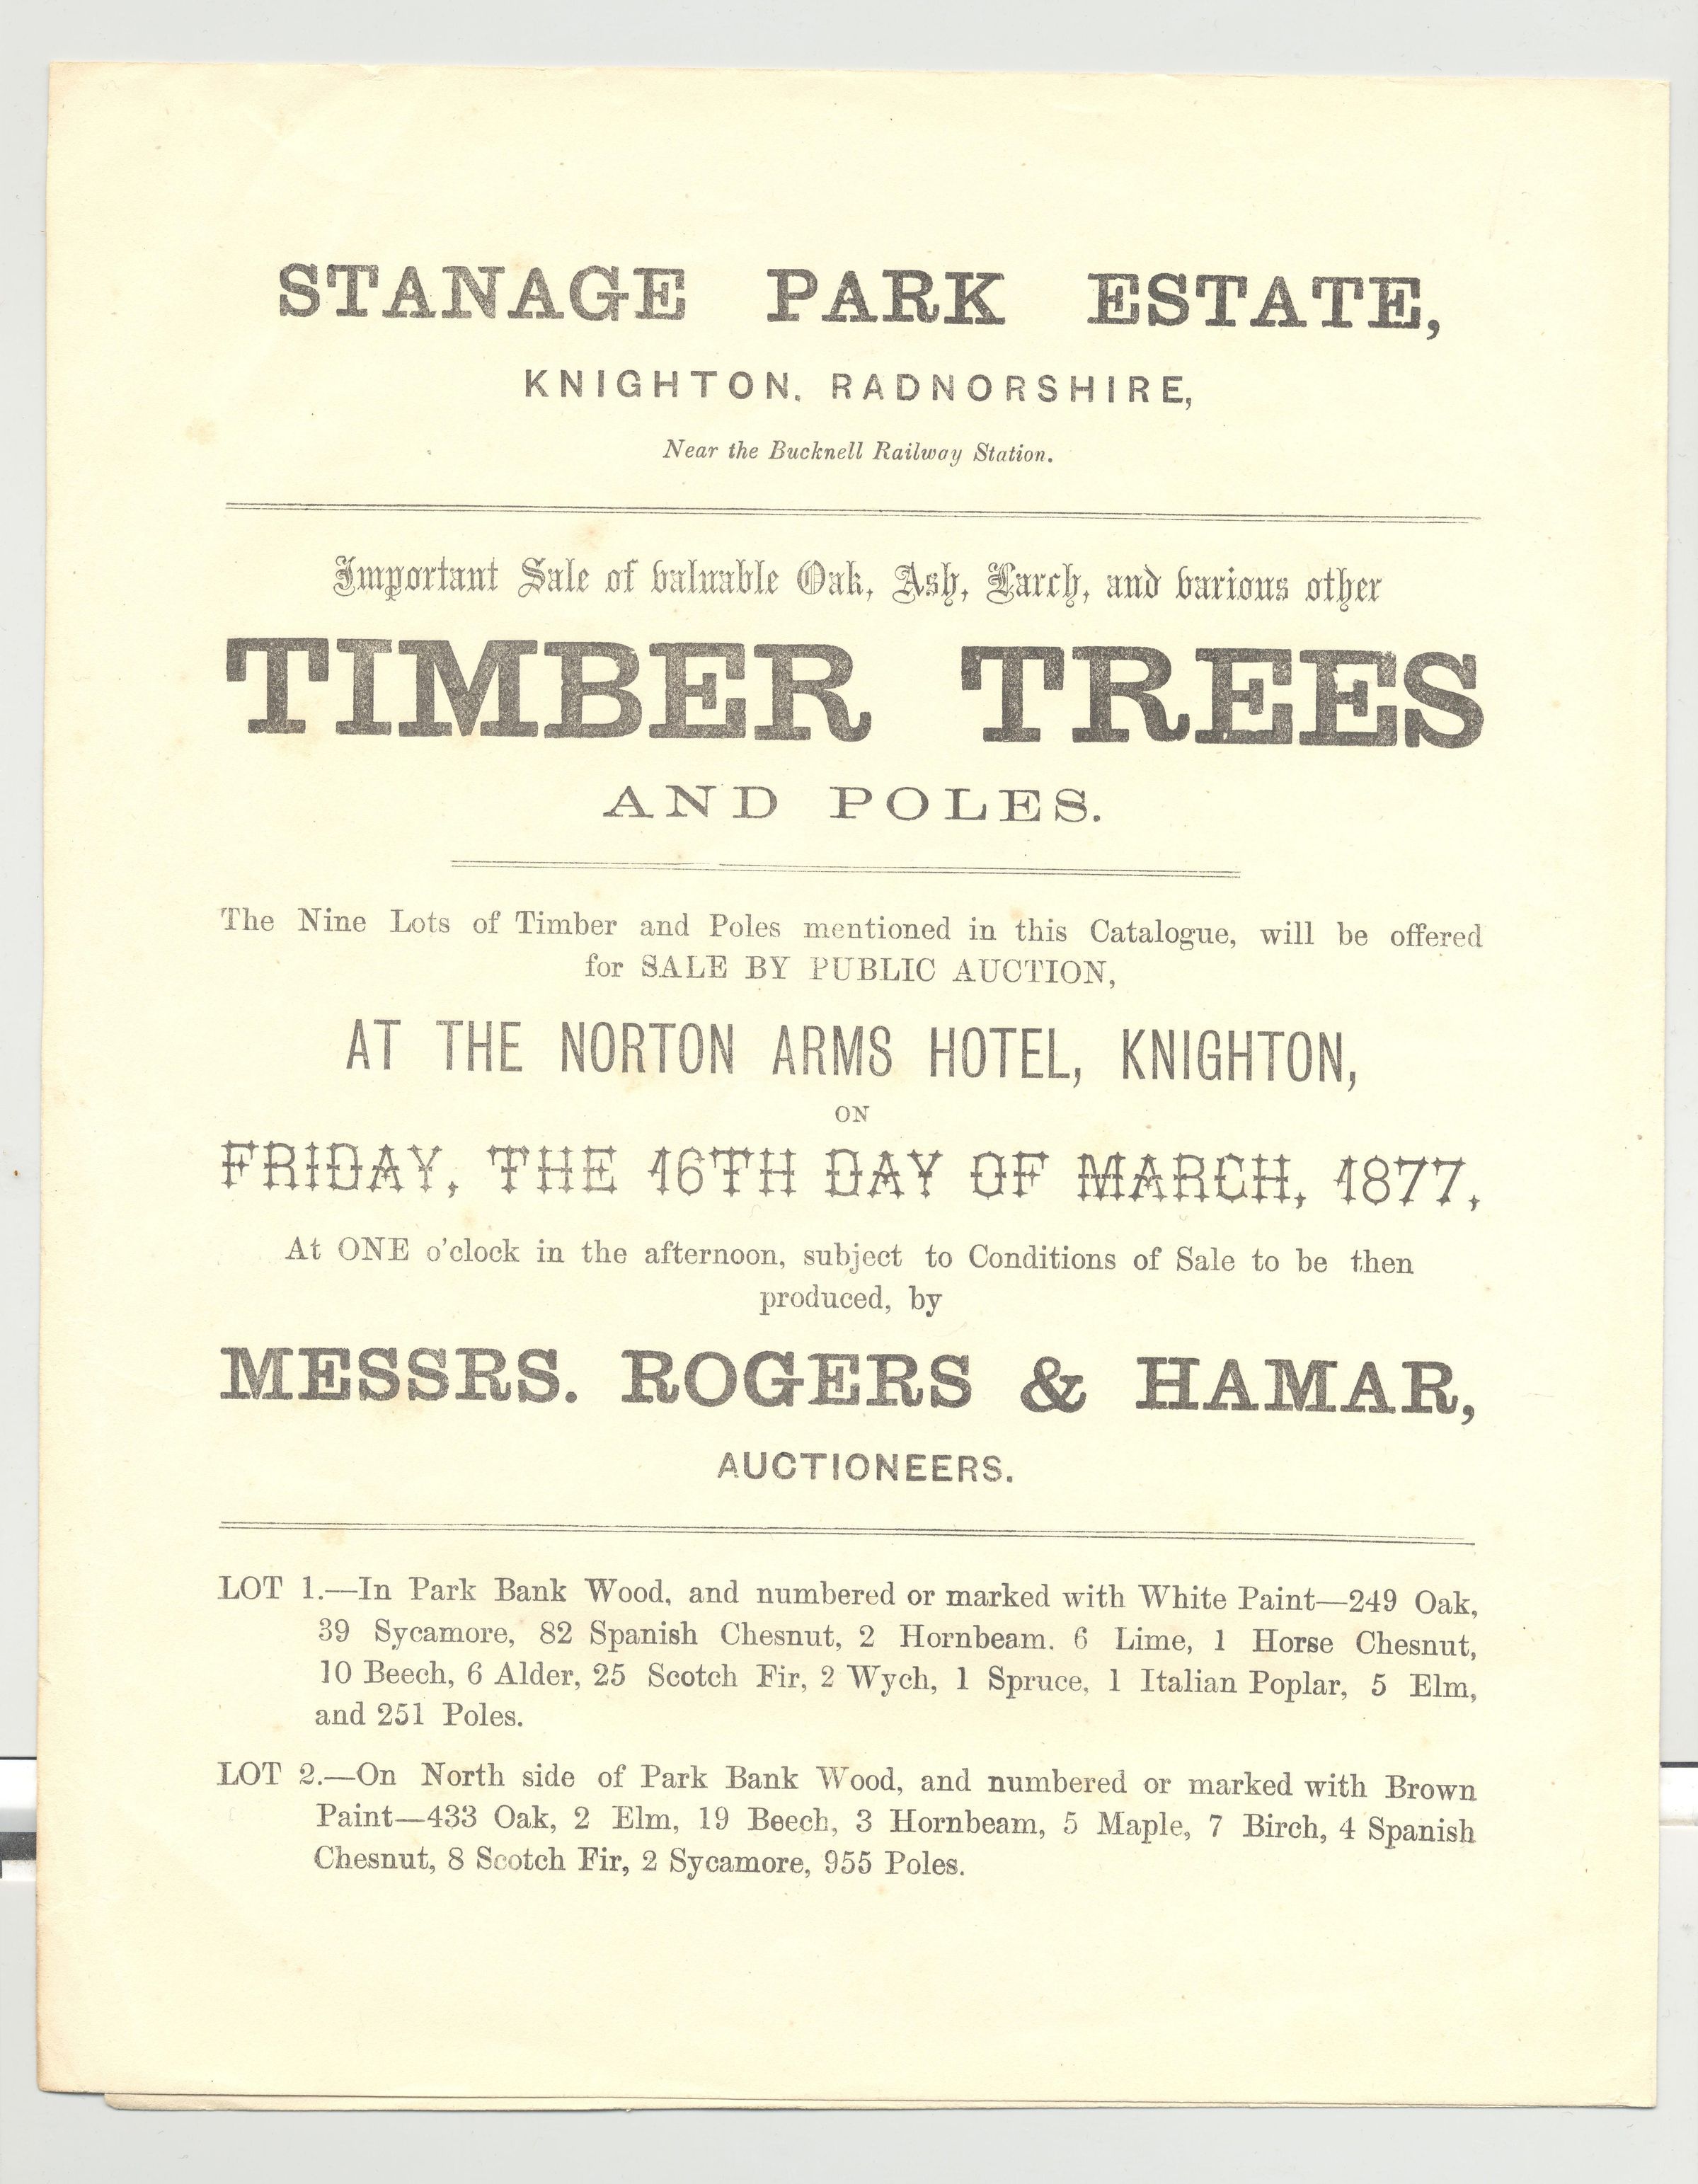 STANAGE PARK ESTATE,
KNIGHTON, RADNORSHIRE,
Near the Bucknell Railway Station.
Important Sale of valuable Oak, Ash, Larch, and various other
TIMBER TREES
AND POLES.
The Nine Lots of Timber and Poles mentioned in this Catalogue, will be offered
for SALE BY PUBLIC AUCTION,
AT THE NORTON ARMS HOTEL, KNIGHTON,
ON
FRIDAY, THE 16TH DAY OF MARCH, 1877,
At ONE o'clock in the afternoon, subject to Conditions of Sale to be then
produced, by
MESSRS. ROGERS & HAMAR,
AUCTIONEERS.
LOT 1.—In Park Bank Wood, and numbered or marked with White Paint—249 Oak,
39 Sycamore, 82 Spanish Chesnut, 2 Hornbeam. 6 Lime, 1 Horse Chesnut,
10 Beech, 6 Alder, 25 Scotch Fir, 2 Wych, 1 Spruce, 1 Italian Poplar, 5 Elm,
and 251 Poles.
LOT 2.—On North side of Park Bank Wood, and numbered or marked with Brown
Paint—433 Oak, 2 Elm, 19 Beech, 3 Hornbeam, 5 Maple, 7 Birch, 4 Spanish
Chesnut, 8 Scotch Fir, 2 Sycamore, 955 Poles.